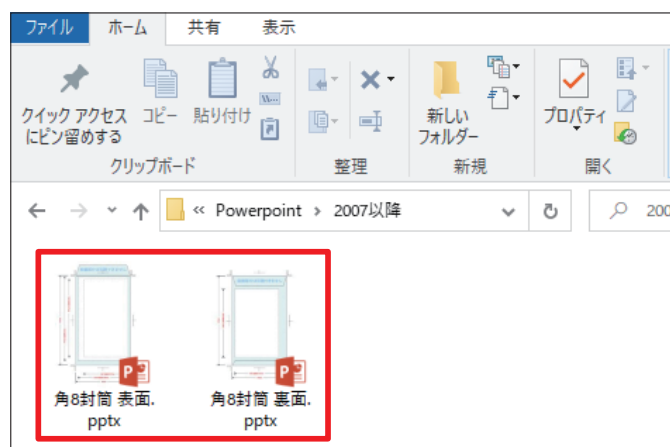 ファイル ホーム 共有 表示
クイック アクセス
にピン留めする
コピー
貼り付け
新しい
フォルダー
プロパティ
クリップボード 整理 新規 開く
« Powerpoint › 2007以降
200
角8封筒 表面.
pptx
角8封筒 裏面.
pptx